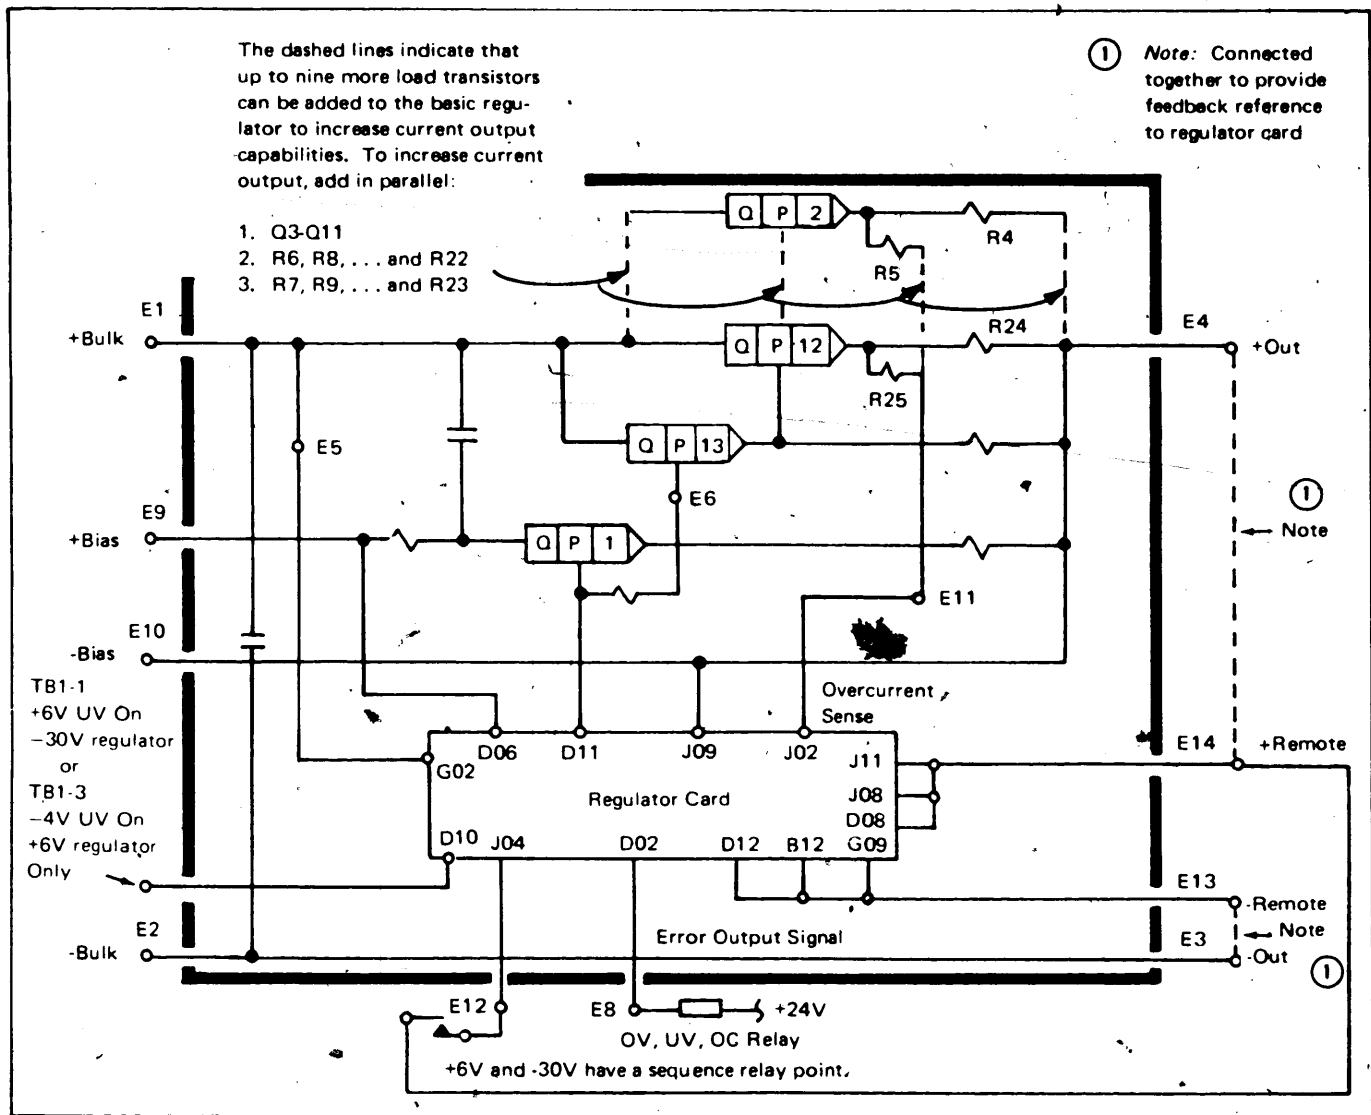 The dashed lines indicate that
up to nine more load transistors
can be added to the basic regu-
lator to increase current output
capabilities. To increase current
output, add in parallel:
1. Q3-Q11
2. R6, R8, . . . and R22
3. R7, R9, . . . and R23
1 Note: Connected
together to provide
feedback reference
to regulator card
Q P 2
R4
R5
E1
+Bulk
Q P 12
R24
R25
E4
+Out
E5
Q P 13
E6
1
Note
E9
+Bias
Q P 1
E11
E10
-Bias
TB1-1
+6V UV On
−30V regulator
or
TB1-3
−4V UV On
+6V regulator
Only
Overcurrent
Sense
D06 D11 J09 J02
G02
J11
J08
D08
Regulator Card
D10 J04 D02 D12 B12 G09
E14
+Remote
E13
-Remote
Note
E2
-Bulk
Error Output Signal
E3
-Out
1
E12
E8
+24V
OV, UV, OC Relay
+6V and -30V have a sequence relay point.